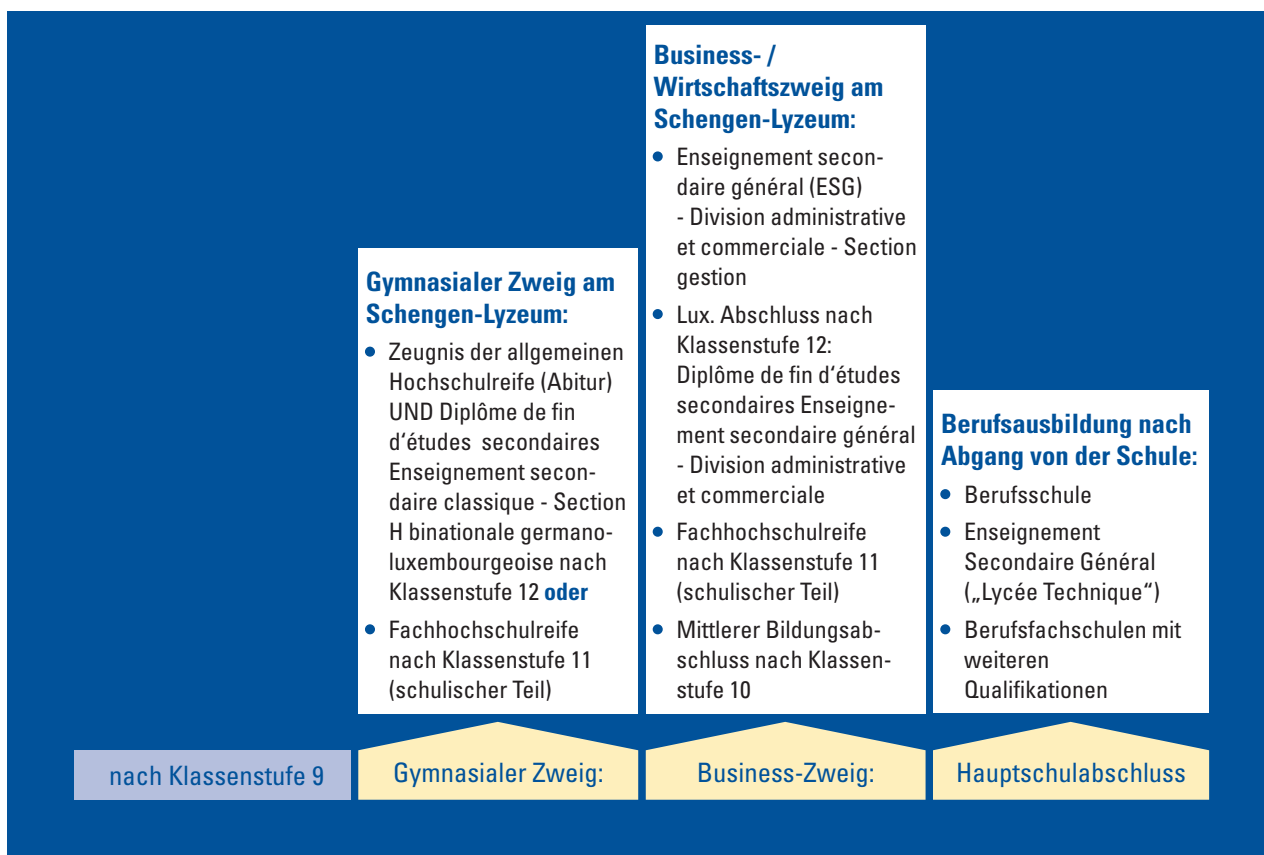 Gymnasialer Zweig am
Schengen-Lyzeum:
• Zeugnis der allgemeinen
Hochschulreife (Abitur)
UND Diplôme de fin
d‘études secondaires
Enseignement secon-
daire classique - Section
H binationale germano-
luxembourgeoise nach
Klassenstufe 12 oder
• Fachhochschulreife
nach Klassenstufe 11
(schulischer Teil)
Business- /
Wirtschaftszweig am
Schengen-Lyzeum:
• Enseignement secon-
daire général (ESG)
- Division administrative
et commerciale - Section
gestion
• Lux. Abschluss nach
Klassenstufe 12:
Diplôme de fin d‘études
secondaires Enseigne-
ment secondaire général
- Division administrative
et commerciale
• Fachhochschulreife
nach Klassenstufe 11
(schulischer Teil)
• Mittlerer Bildungsab-
schluss nach Klassen-
stufe 10
Berufsausbildung nach
Abgang von der Schule:
• Berufsschule
• Enseignement
Secondaire Général
(„Lycée Technique“)
• Berufsfachschulen mit
weiteren
Qualifikationen
nach Klassenstufe 9
Gymnasialer Zweig:
Business-Zweig:
Hauptschulabschluss